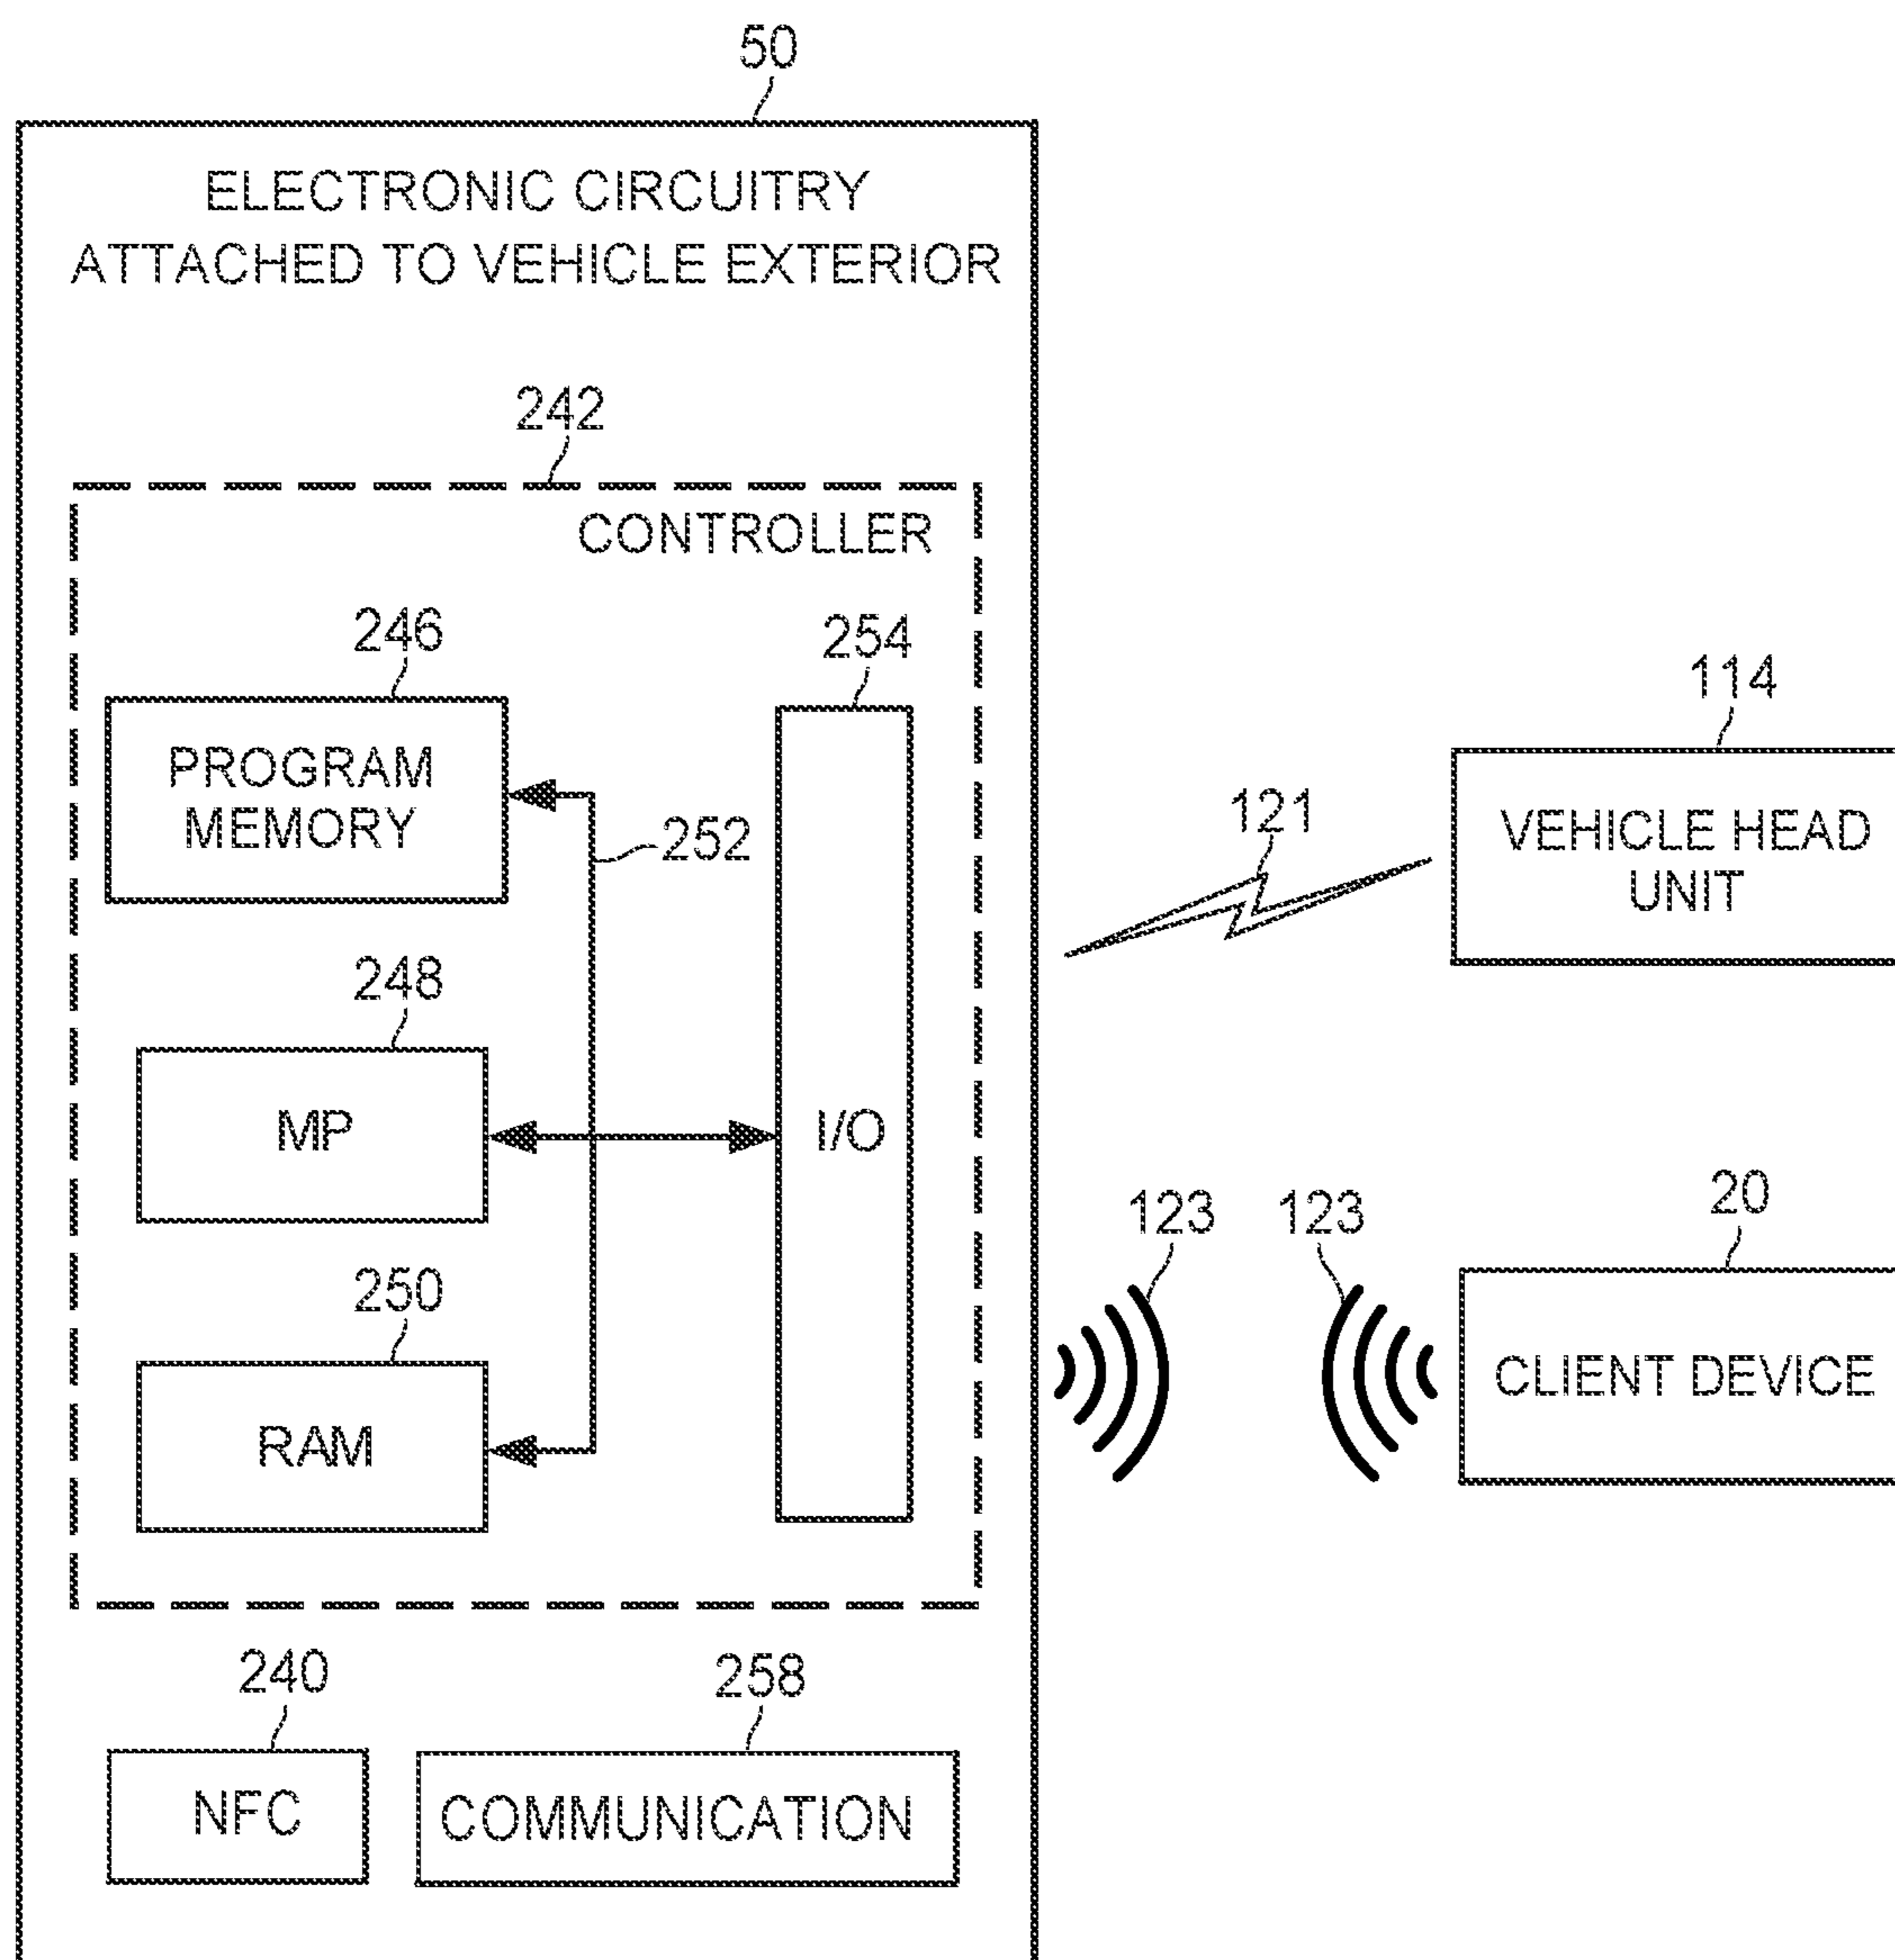 50
ELECTRONIC CIRCUITRY
ATTACHED TO VEHICLE EXTERIOR
242
CONTROLLER
246
254
PROGRAM
MEMORY
252
248
MP
I/O
250
RAM
240
258
NFC
COMMUNICATION
114
121
VEHICLE HEAD
UNIT
123
123
20
CLIENT DEVICE